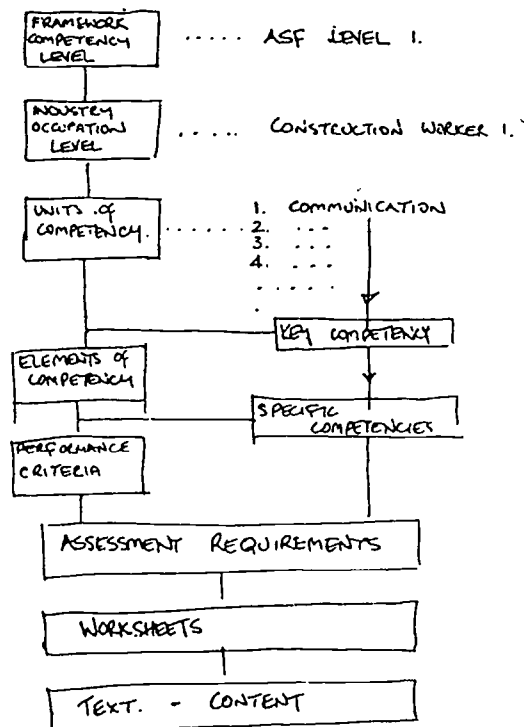 FRAMEWORK
COMPETENCY
LEVEL
..... ASF LEVEL 1.
INDUSTRY
OCCUPATION
LEVEL
..... CONSTRUCTION WORKER 1.
UNITS of
COMPETENCY.
...... 1. COMMUNICATION
2. ...
3. ...
4. ...
.....
.
KEY COMPETENCY
ELEMENTS of
COMPETENCY
SPECIFIC
COMPETENCIES
PERFORMANCE
CRITERIA
ASSESSMENT REQUIREMENTS
WORKSHEETS
TEXT. - CONTENT